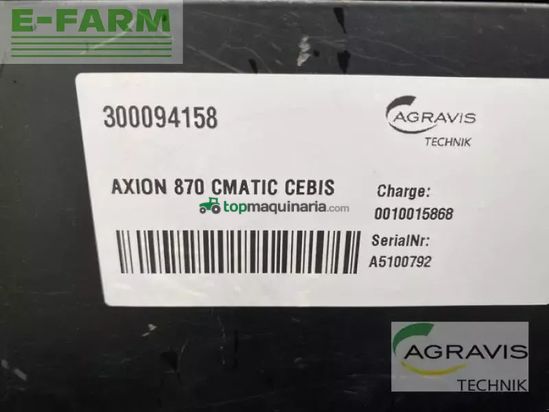 E-FARM
300094158
AGRAVIS
TECHNIK
AXION 870 CMATIC CEBIS
topmaquinaria.com
Charge:
0010015868
SerialNr:
A5100792
AGRAVIS
TECHNIK